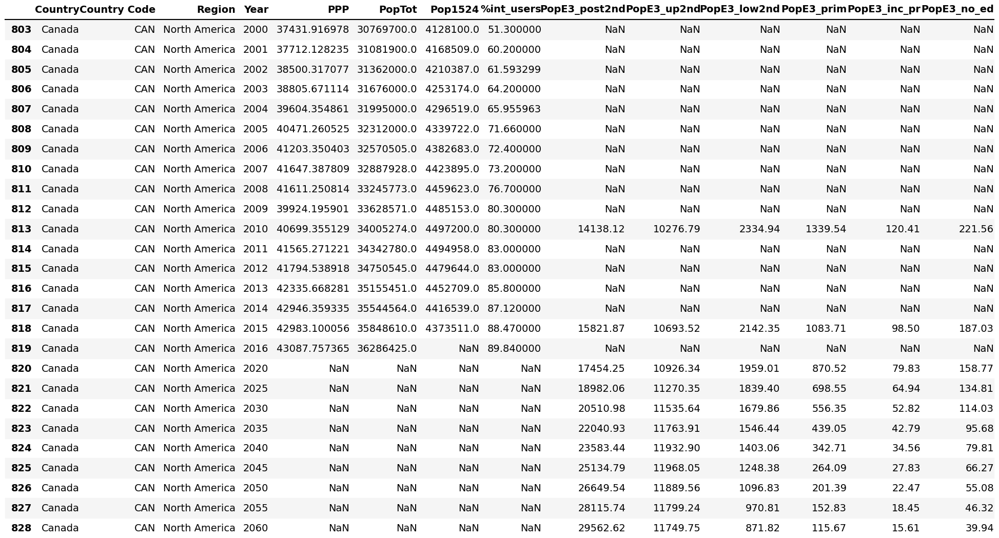 Country Country Code Region Year PPP PopTot Pop1524 %int_users PopE3_post2nd PopE3_up2nd PopE3_low2nd PopE3_prim PopE3_inc_pr PopE3_no_ed
803 Canada CAN North America 2000 37431.916978 30769700.0 4128100.0 51.300000 NaN NaN NaN NaN NaN NaN
804 Canada CAN North America 2001 37712.128235 31081900.0 4168509.0 60.200000 NaN NaN NaN NaN NaN NaN
805 Canada CAN North America 2002 38500.317077 31362000.0 4210387.0 61.593299 NaN NaN NaN NaN NaN NaN
806 Canada CAN North America 2003 38805.671114 31676000.0 4253174.0 64.200000 NaN NaN NaN NaN NaN NaN
807 Canada CAN North America 2004 39604.354861 31995000.0 4296519.0 65.955963 NaN NaN NaN NaN NaN NaN
808 Canada CAN North America 2005 40471.260525 32312000.0 4339722.0 71.660000 NaN NaN NaN NaN NaN NaN
809 Canada CAN North America 2006 41203.350403 32570505.0 4382683.0 72.400000 NaN NaN NaN NaN NaN NaN
810 Canada CAN North America 2007 41647.387809 32887928.0 4423895.0 73.200000 NaN NaN NaN NaN NaN NaN
811 Canada CAN North America 2008 41611.250814 33245773.0 4459623.0 76.700000 NaN NaN NaN NaN NaN NaN
812 Canada CAN North America 2009 39924.195901 33628571.0 4485153.0 80.300000 NaN NaN NaN NaN NaN NaN
813 Canada CAN North America 2010 40699.355129 34005274.0 4497200.0 80.300000 14138.12 10276.79 2334.94 1339.54 120.41 221.56
814 Canada CAN North America 2011 41565.271221 34342780.0 4494958.0 83.000000 NaN NaN NaN NaN NaN NaN
815 Canada CAN North America 2012 41794.538918 34750545.0 4479644.0 83.000000 NaN NaN NaN NaN NaN NaN
816 Canada CAN North America 2013 42335.668281 35155451.0 4452709.0 85.800000 NaN NaN NaN NaN NaN NaN
817 Canada CAN North America 2014 42946.359335 35544564.0 4416539.0 87.120000 NaN NaN NaN NaN NaN NaN
818 Canada CAN North America 2015 42983.100056 35848610.0 4373511.0 88.470000 15821.87 10693.52 2142.35 1083.71 98.50 187.03
819 Canada CAN North America 2016 43087.757365 36286425.0 NaN 89.840000 NaN NaN NaN NaN NaN NaN
820 Canada CAN North America 2020 NaN NaN NaN NaN 17454.25 10926.34 1959.01 870.52 79.83 158.77
821 Canada CAN North America 2025 NaN NaN NaN NaN 18982.06 11270.35 1839.40 698.55 64.94 134.81
822 Canada CAN North America 2030 NaN NaN NaN NaN 20510.98 11535.64 1679.86 556.35 52.82 114.03
823 Canada CAN North America 2035 NaN NaN NaN NaN 22040.93 11763.91 1546.44 439.05 42.79 95.68
824 Canada CAN North America 2040 NaN NaN NaN NaN 23583.44 11932.90 1403.06 342.71 34.56 79.81
825 Canada CAN North America 2045 NaN NaN NaN NaN 25134.79 11968.05 1248.38 264.09 27.83 66.27
826 Canada CAN North America 2050 NaN NaN NaN NaN 26649.54 11889.56 1096.83 201.39 22.47 55.08
827 Canada CAN North America 2055 NaN NaN NaN NaN 28115.74 11799.24 970.81 152.83 18.45 46.32
828 Canada CAN North America 2060 NaN NaN NaN NaN 29562.62 11749.75 871.82 115.67 15.61 39.94